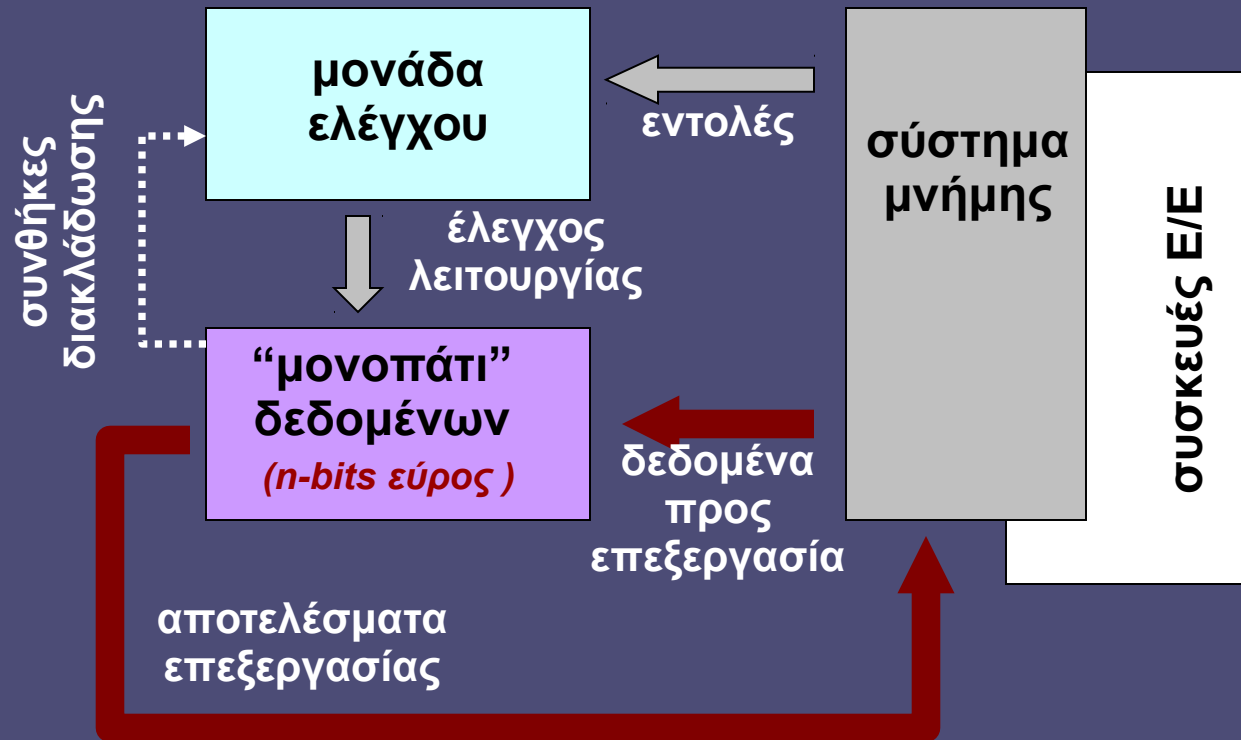 μονάδα
ελέγχου
εντολές
σύστημα
μνήμης
συσκευές Ε/Ε
συνθήκες
διακλάδωσης
έλεγχος
λειτουργίας
“μονοπάτι”
δεδομένων
(n-bits εύρος )
δεδομένα
προς
επεξεργασία
αποτελέσματα
επεξεργασίας